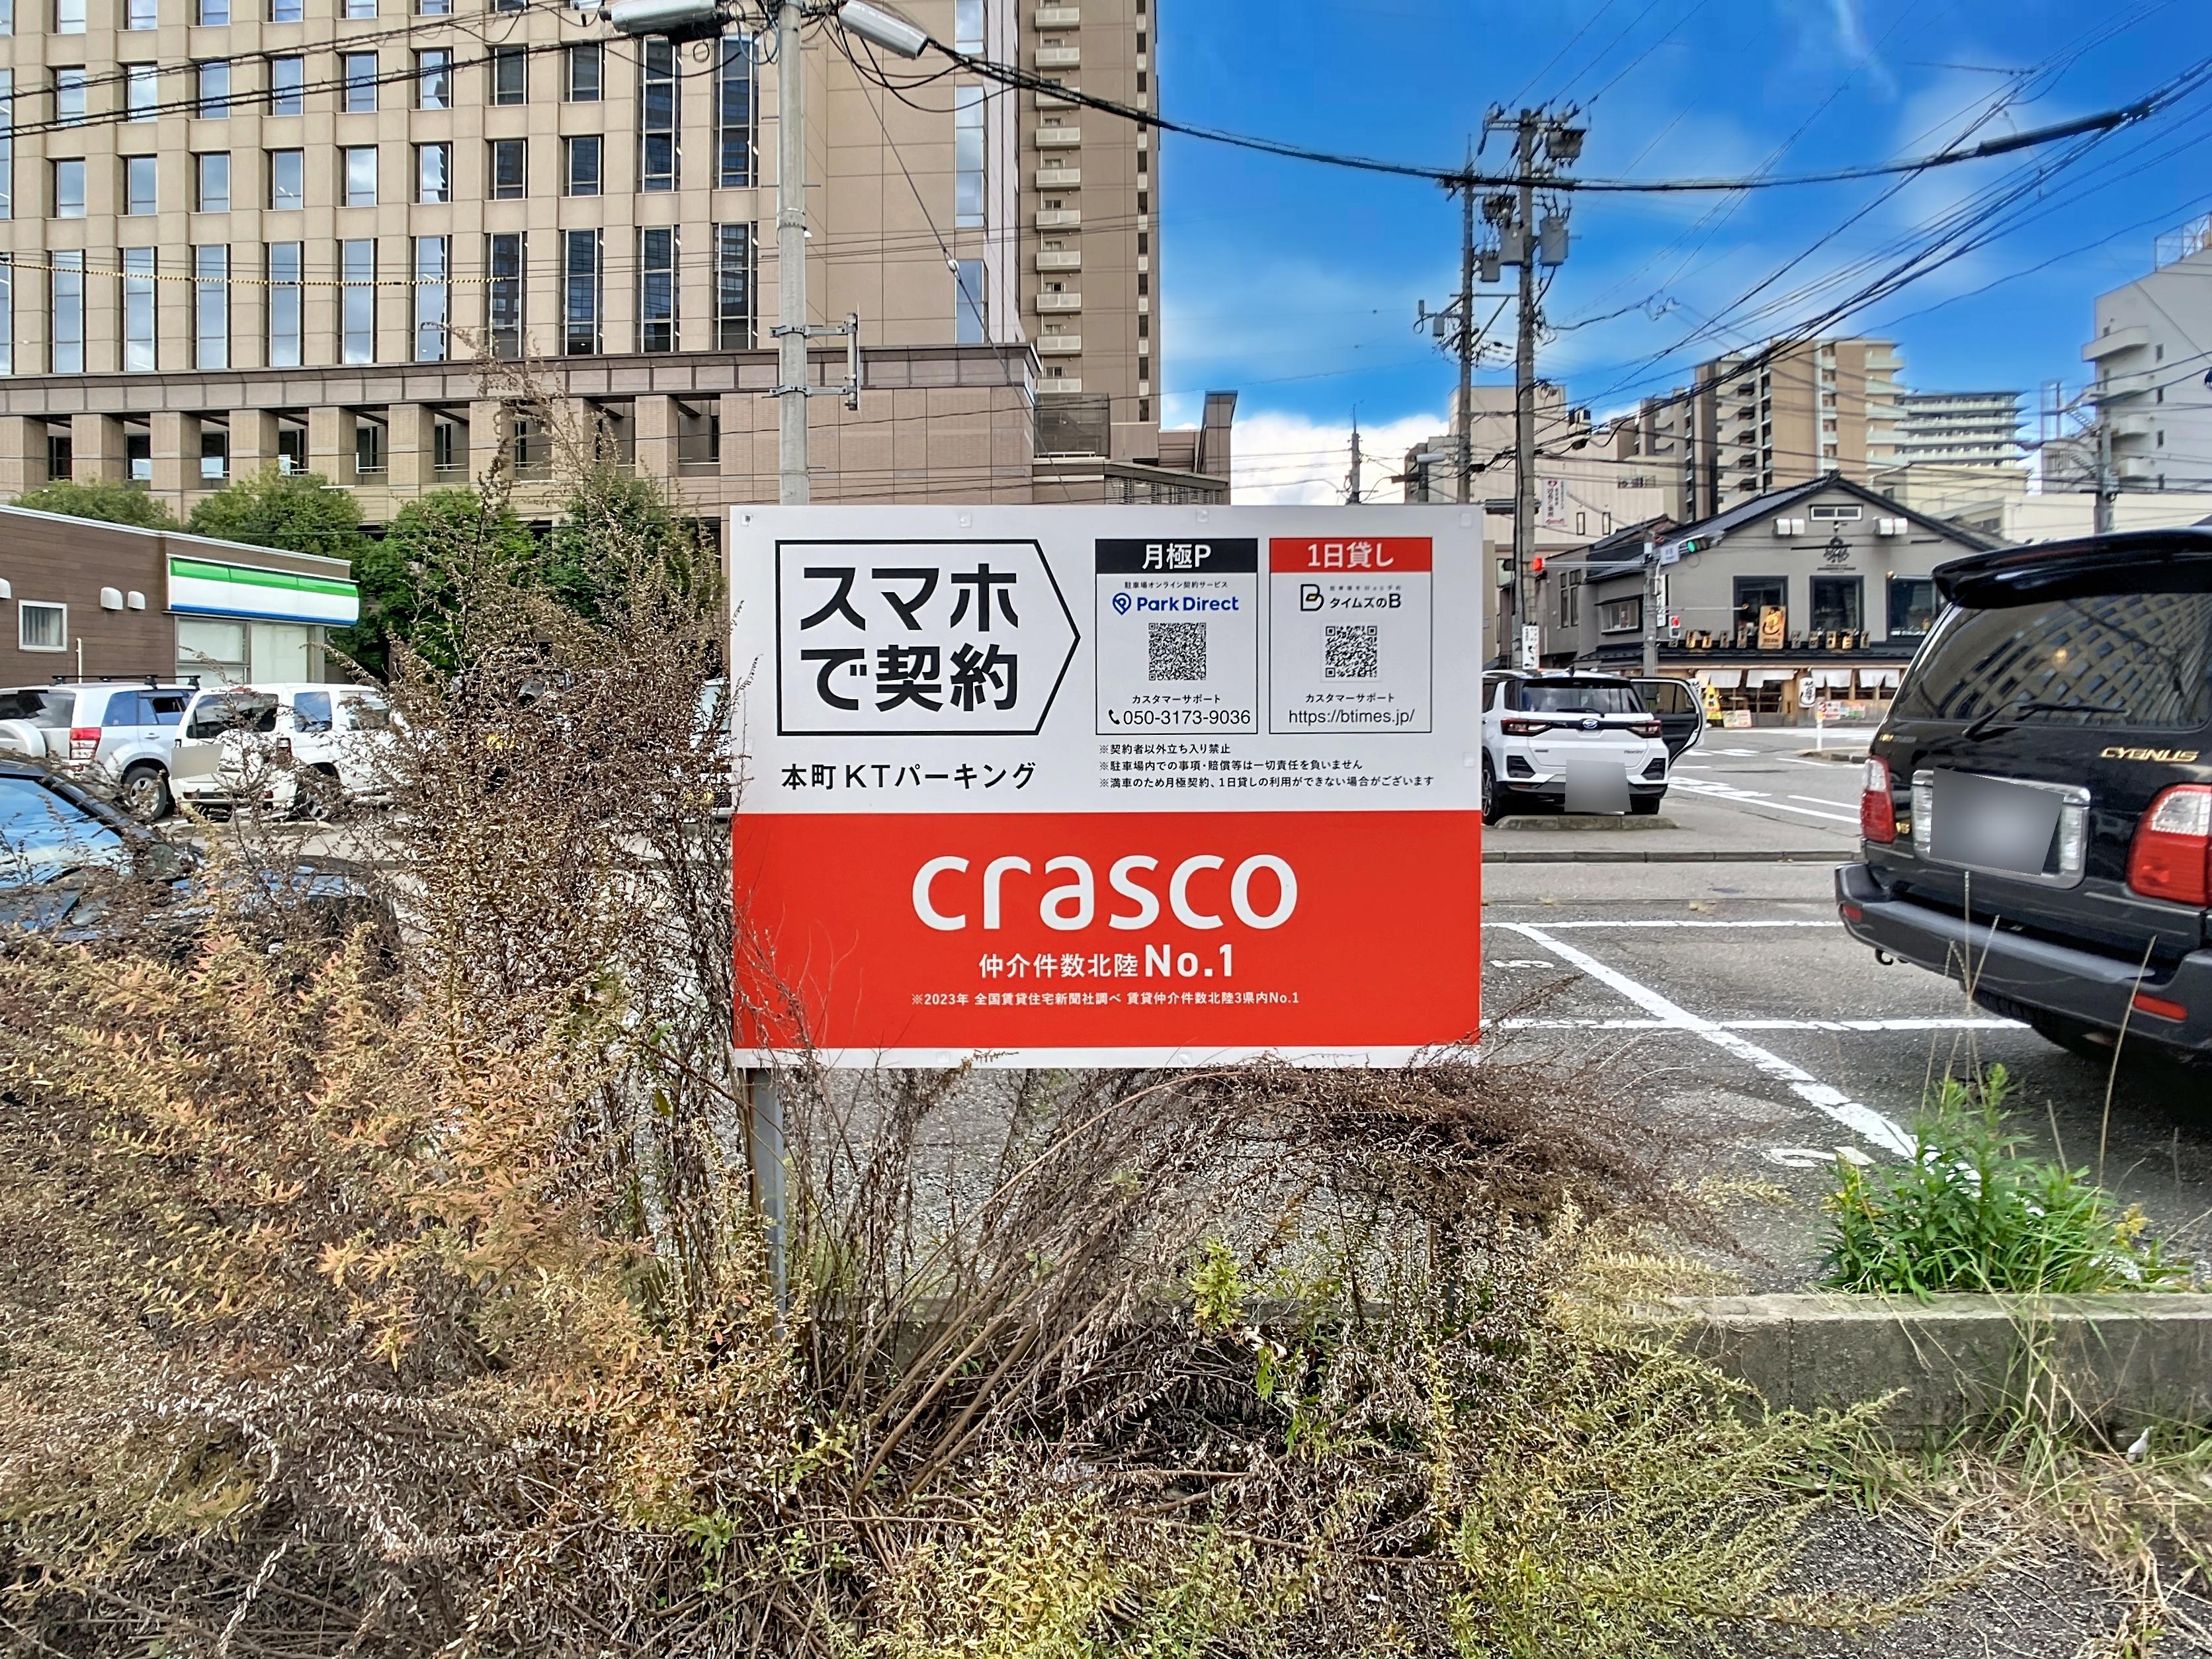 スマホ
で契約
本町KTパーキング
月極P
駐車場オンライン契約サービス
Park Direct
カスタマーサポート
050-3173-9036
1日貸し
タイムズのB
カスタマーサポート
https://btimes.jp/
※契約者以外立ち入り禁止
※駐車場内での事項・賠償等は一切責任を負いません
※満車のため月極契約、1日貸しの利用ができない場合がございます
crasco
仲介件数北陸No.1
※2023年 全国賃貸住宅新聞社調べ 賃貸仲介件数北陸3県内No.1
CYGNUS